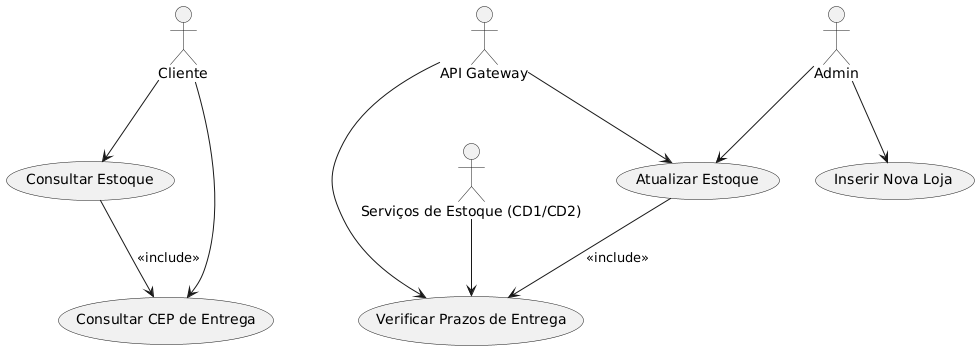 Cliente
API Gateway
Admin
Consultar Estoque
Serviços de Estoque (CD1/CD2)
Atualizar Estoque
Inserir Nova Loja
«include»
«include»
Consultar CEP de Entrega
Verificar Prazos de Entrega